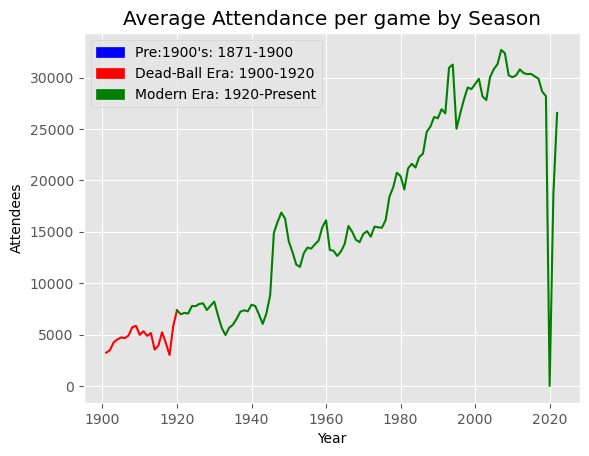 Average Attendance per game by Season
Pre:1900's: 1871-1900
Dead-Ball Era: 1900-1920
Modern Era: 1920-Present
Attendees
30000
25000
20000
15000
10000
5000
0
1900 1920 1940 1960 1980 2000 2020
Year